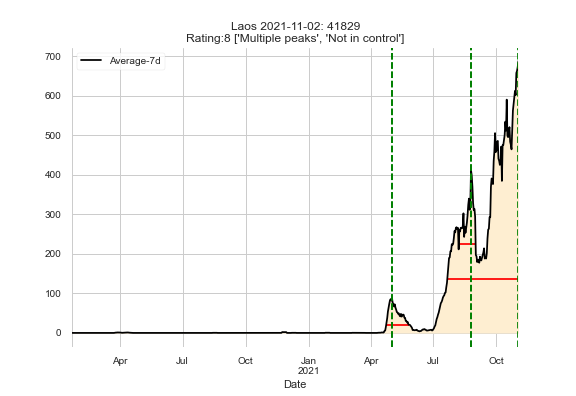 Laos 2021-11-02: 41829
Rating:8 ['Multiple peaks', 'Not in control']
Average-7d
700
600
500
400
300
200
100
0
Apr Jul Oct Jan Apr Jul Oct
2021
Date